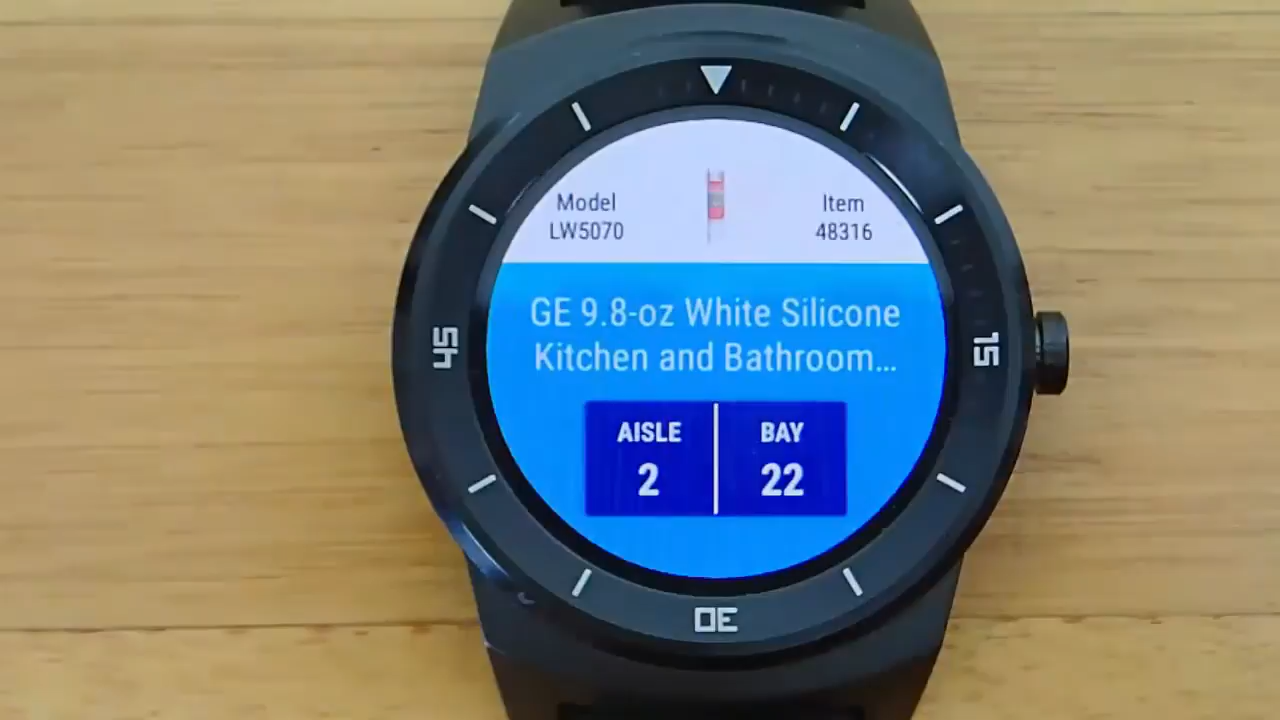 Model
LW5070
Item
48316
GE 9.8-oz White Silicone
Kitchen and Bathroom...
AISLE
2
BAY
22
45
15
30